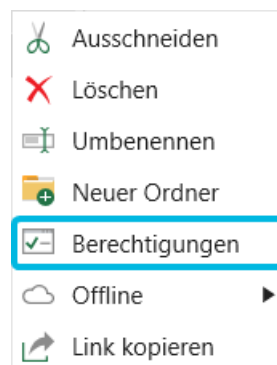 Ausschneiden
Löschen
Umbenennen
Neuer Ordner
Berechtigungen
Offline
Link kopieren